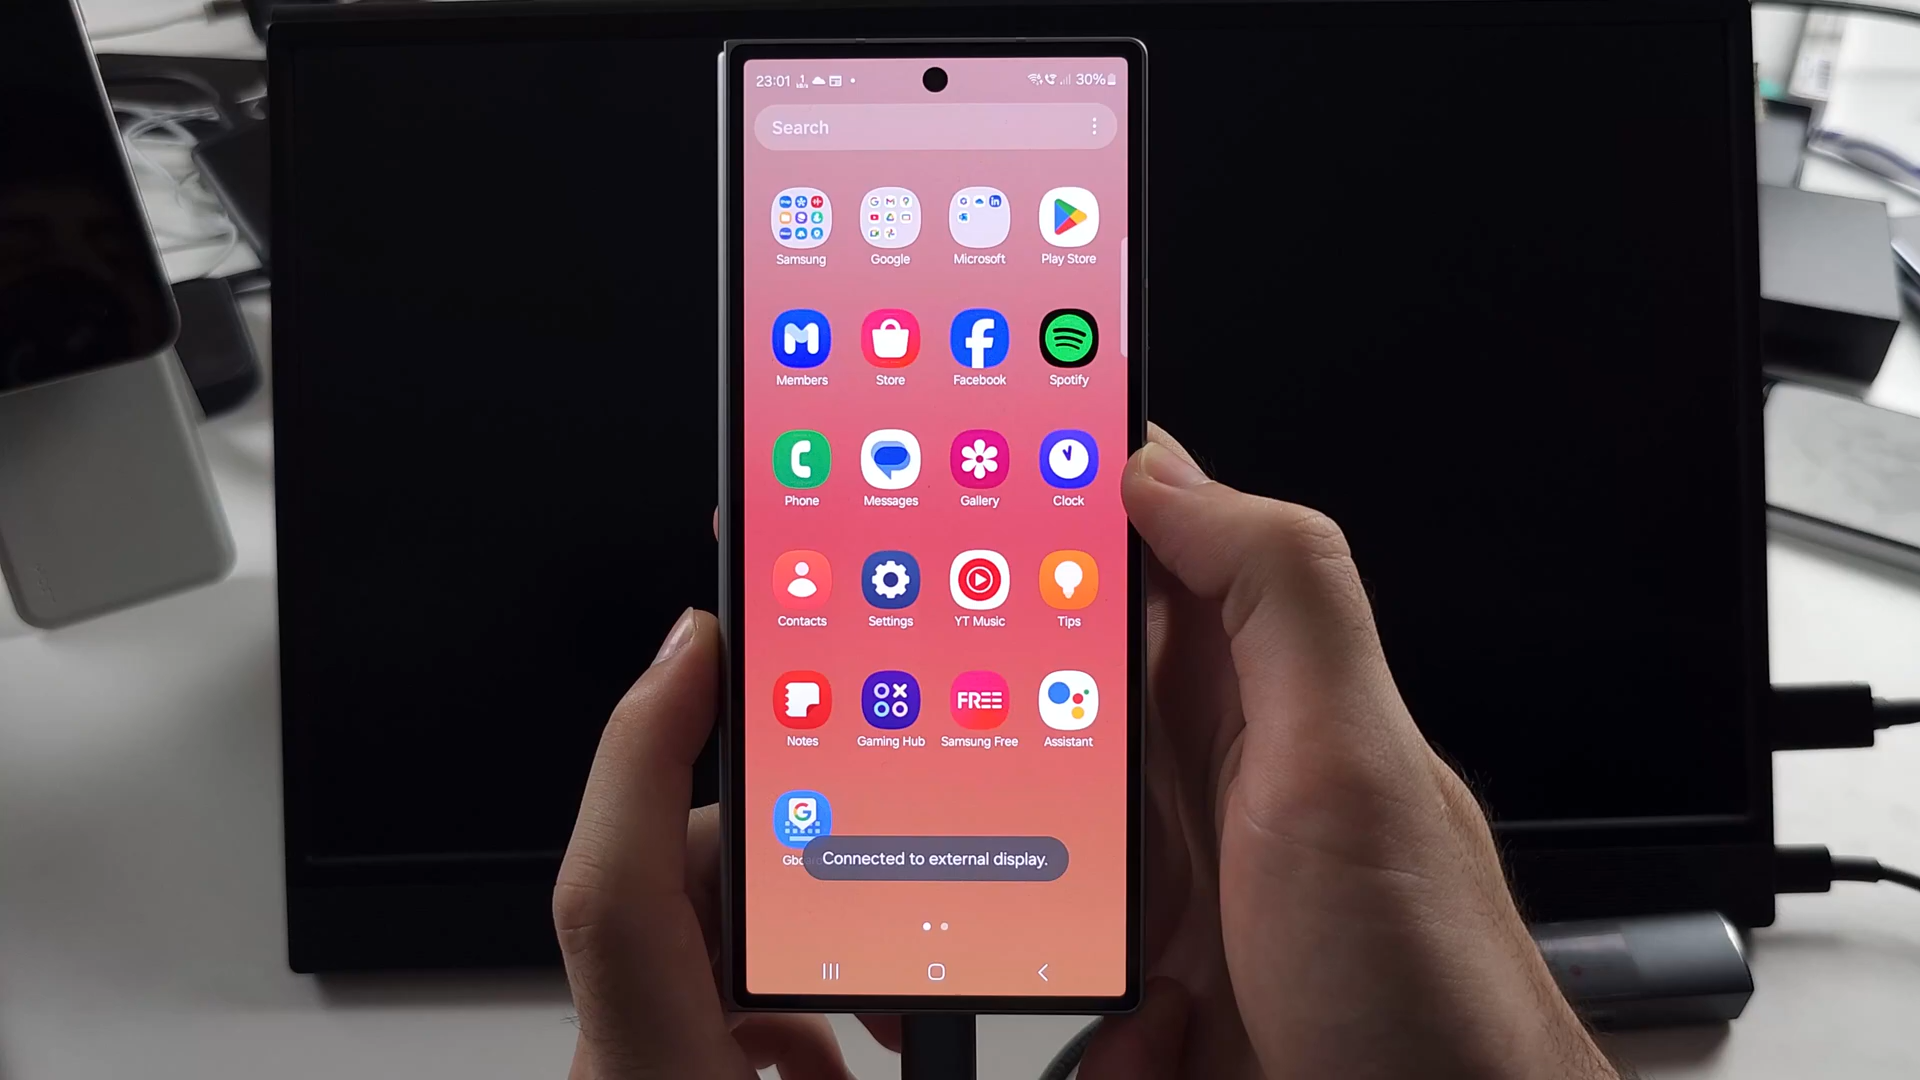 23:01
30%
Search
Samsung Google Microsoft Play Store
Members Store Facebook Spotify
Phone Messages Gallery Clock
Contacts Settings YT Music Tips
FREE
Notes Gaming Hub Samsung Free Assistant
Connected to external display.